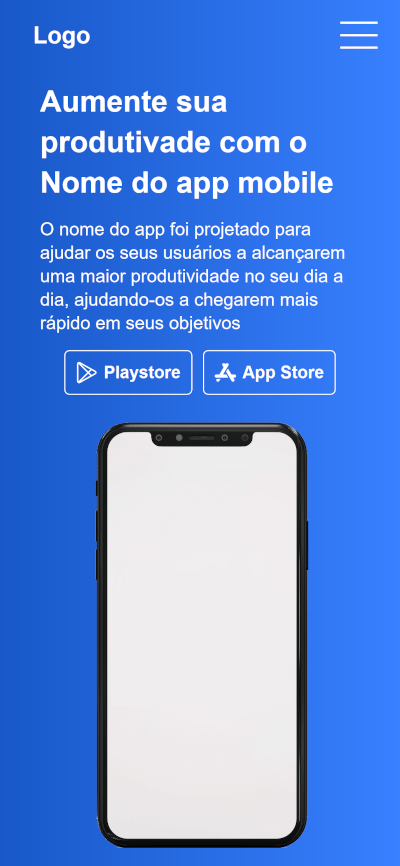 Logo
Aumente sua
produtivade com o
Nome do app mobile
O nome do app foi projetado para
ajudar os seus usuários a alcançarem
uma maior produtividade no seu dia a
dia, ajudando-os a chegarem mais
rápido em seus objetivos
Playstore
App Store